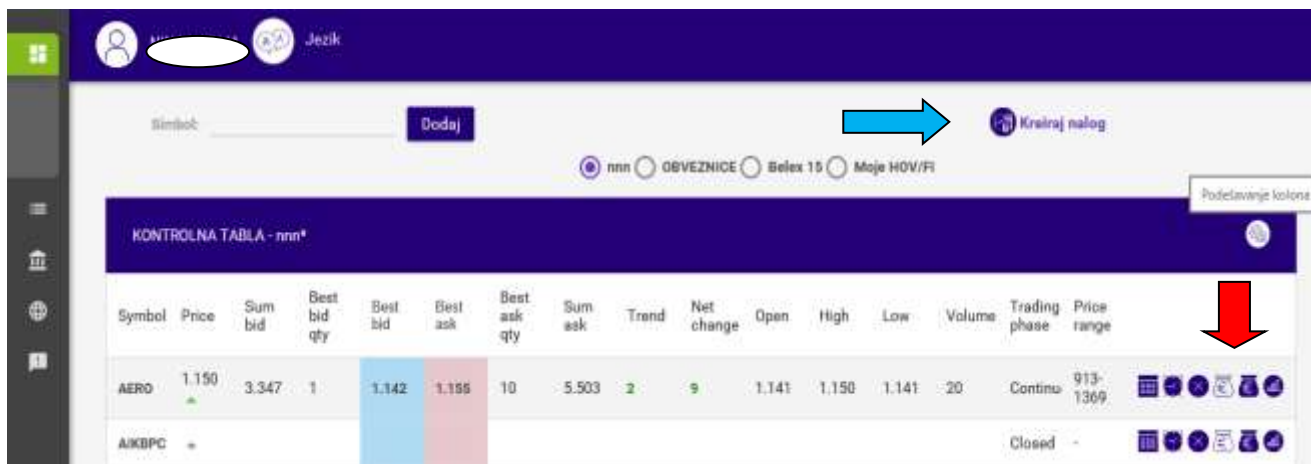 Jezik
Simbol:
Dodaj
Kreiraj nalog
nnn OBVEZNICE Belex 15 Moje HOV/FI
Podešavanje kolona
KONTROLNA TABLA - nnn*
Symbol Price Sum bid Best bid qty Best bid Best ask Best ask qty Sum ask Trend Net change Open High Low Volume Trading phase Price range
AERO 1.150 3.347 1 1.142 1.155 10 5.503 2 9 1.141 1.150 1.141 20 Continu 913-1369
AIKBPC Closed -